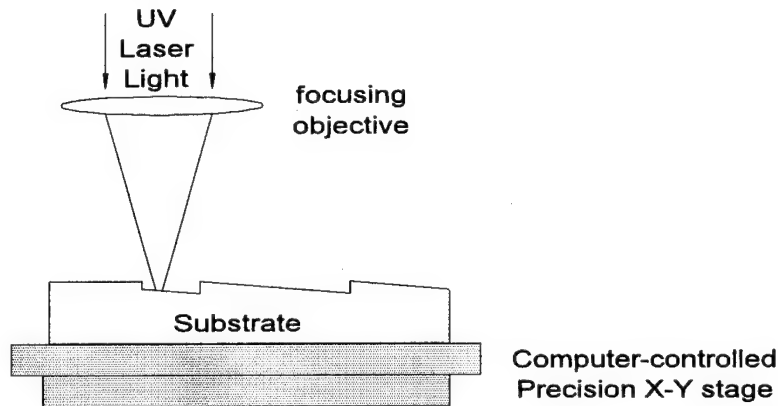 UV
Laser
Light
focusing
objective
Substrate
Computer-controlled
Precision X-Y stage